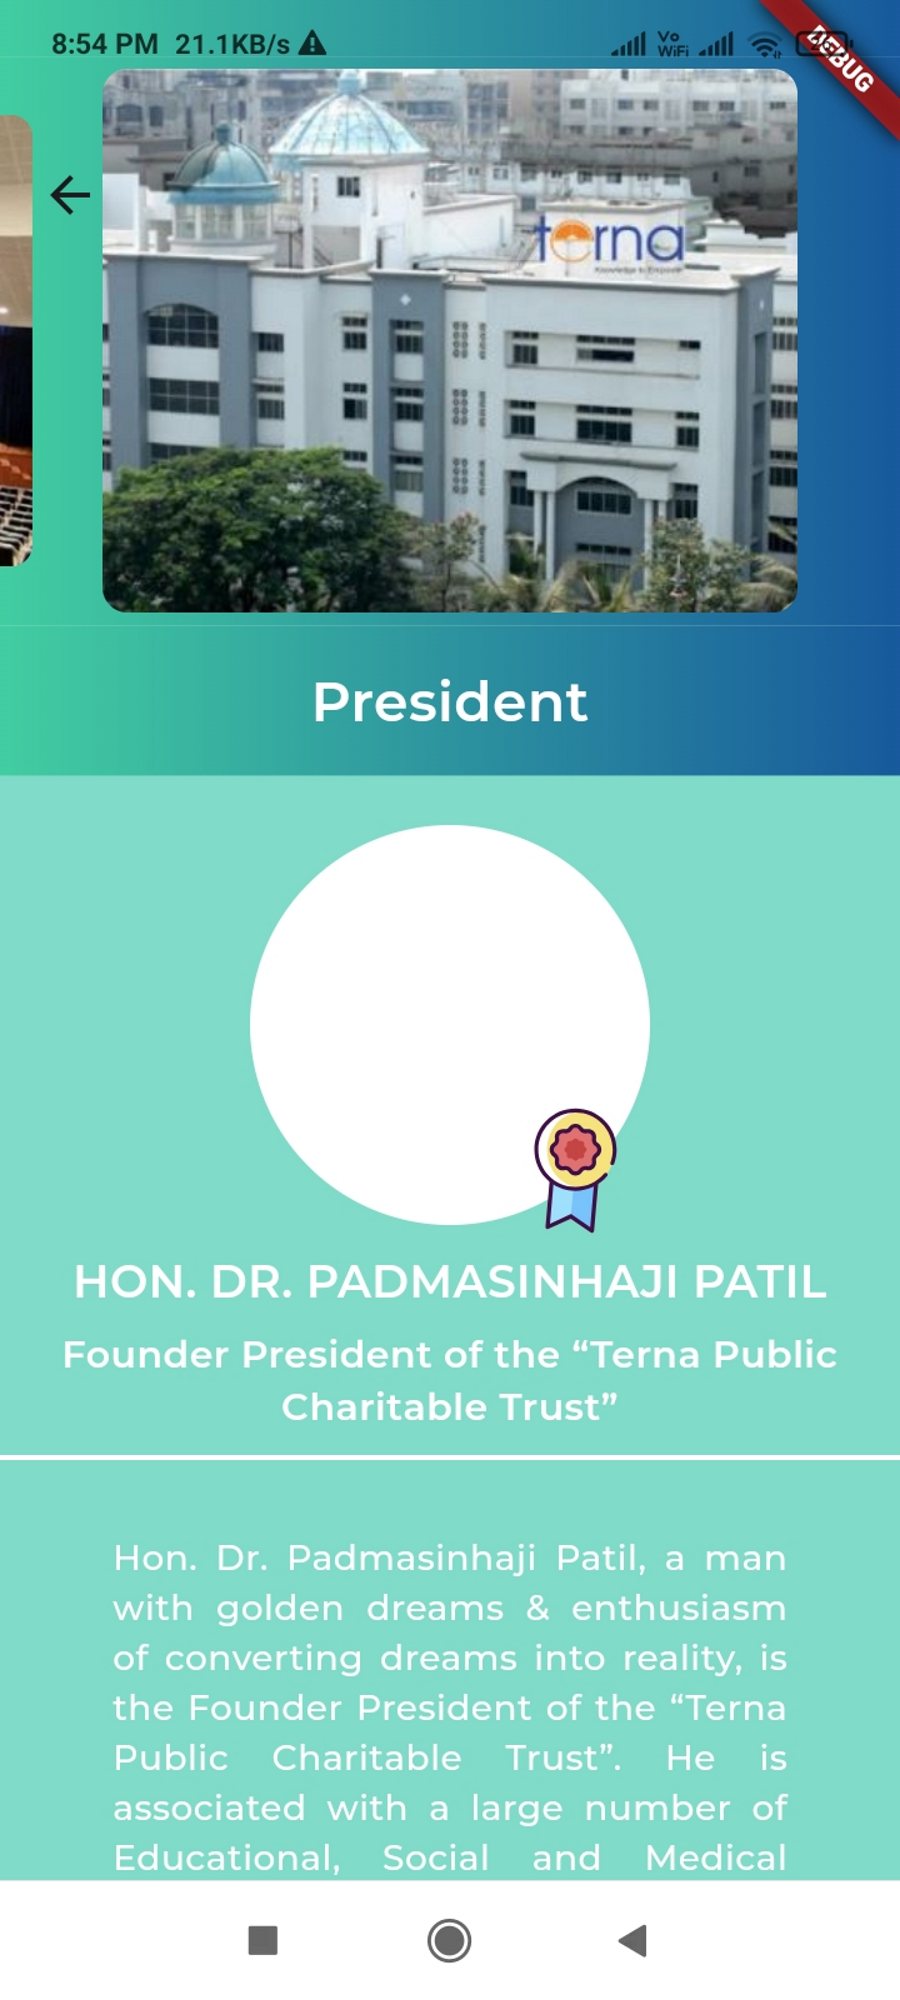 8:54 PM 21.1KB/s
Vo
WiFi
DEBUG
terna
Knowledge is Empower
President
HON. DR. PADMASINHAJI PATIL
Founder President of the “Terna Public
Charitable Trust”
Hon. Dr. Padmasinhaji Patil, a man
with golden dreams & enthusiasm
of converting dreams into reality, is
the Founder President of the “Terna
Public Charitable Trust”. He is
associated with a large number of
Educational, Social and Medical